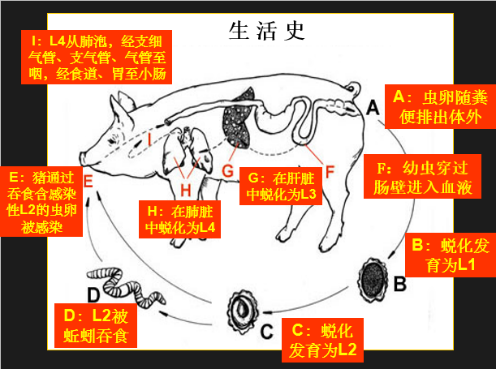 生 活 史
I：L4从肺泡，经支细
气管、支气管、气管至
咽，经食道、胃至小肠
A
A：虫卵随粪
便排出体外
I
E：猪通过
吞食含感染
性L2的虫卵
被感染
E
H
G
F
G：在肝脏
中蜕化为L3
F：幼虫穿过
肠壁进入血液
H：在肺脏
中蜕化为L4
B：蜕化发
育为L1
B
D
D：L2被
蚯蚓吞食
C
C：蜕化
发育为L2